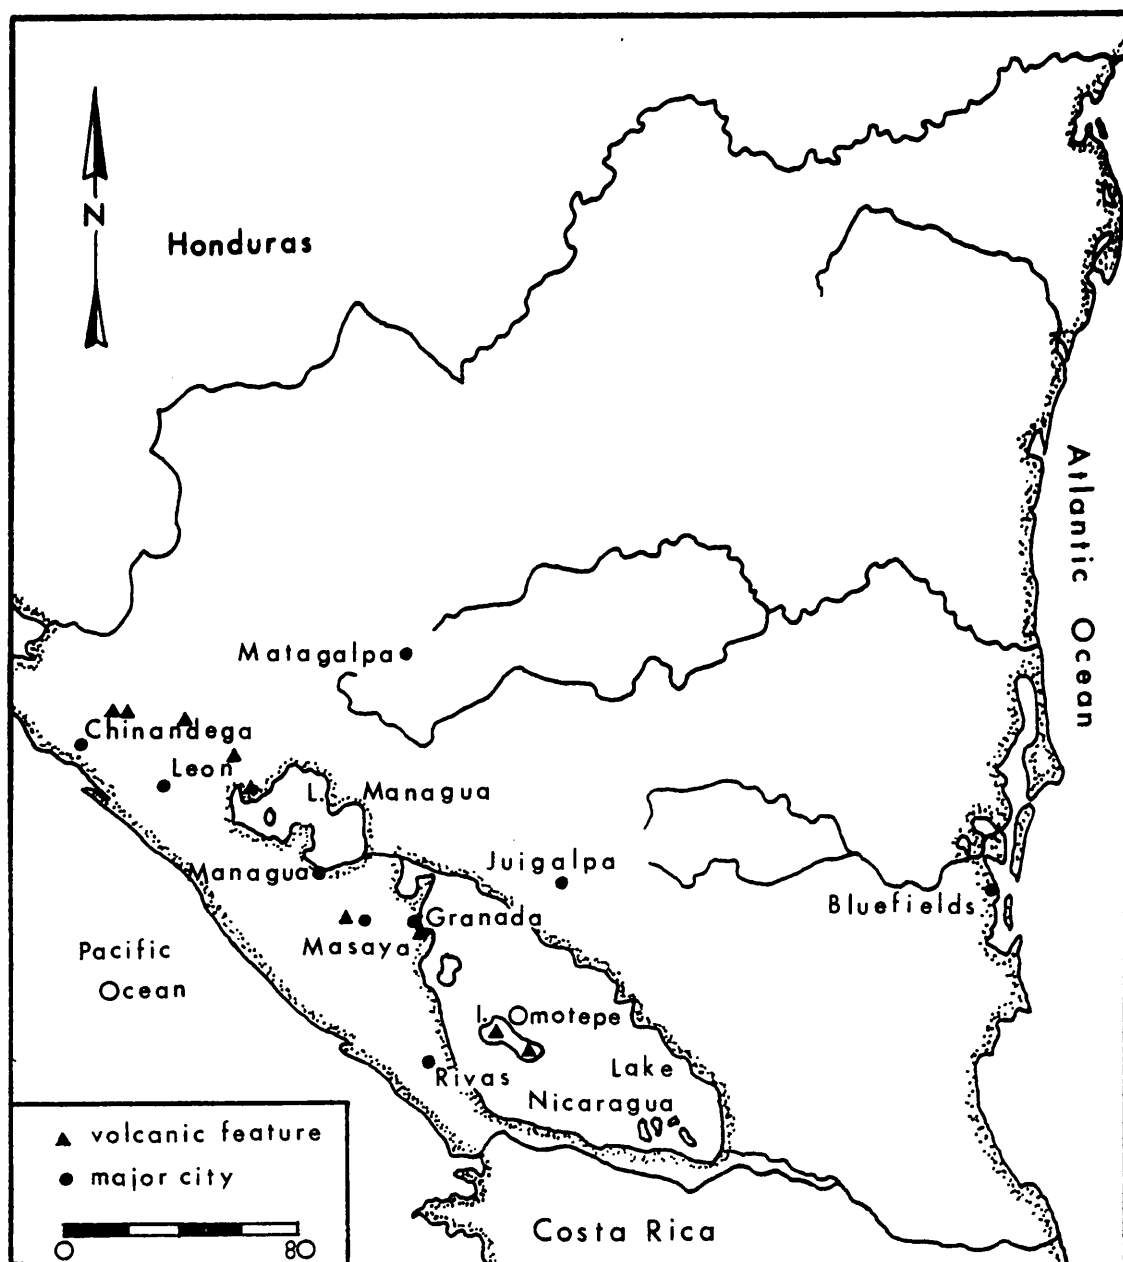 N
Honduras
Atlantic Ocean
Matagalpa
Chinandega
Leon
L. Managua
Managua
Juigalpa
Granada
Bluefields
Masaya
Pacific
Ocean
I. Omotepe
Lake
Nicaragua
Rivas
volcanic feature
major city
0 80
Costa Rica